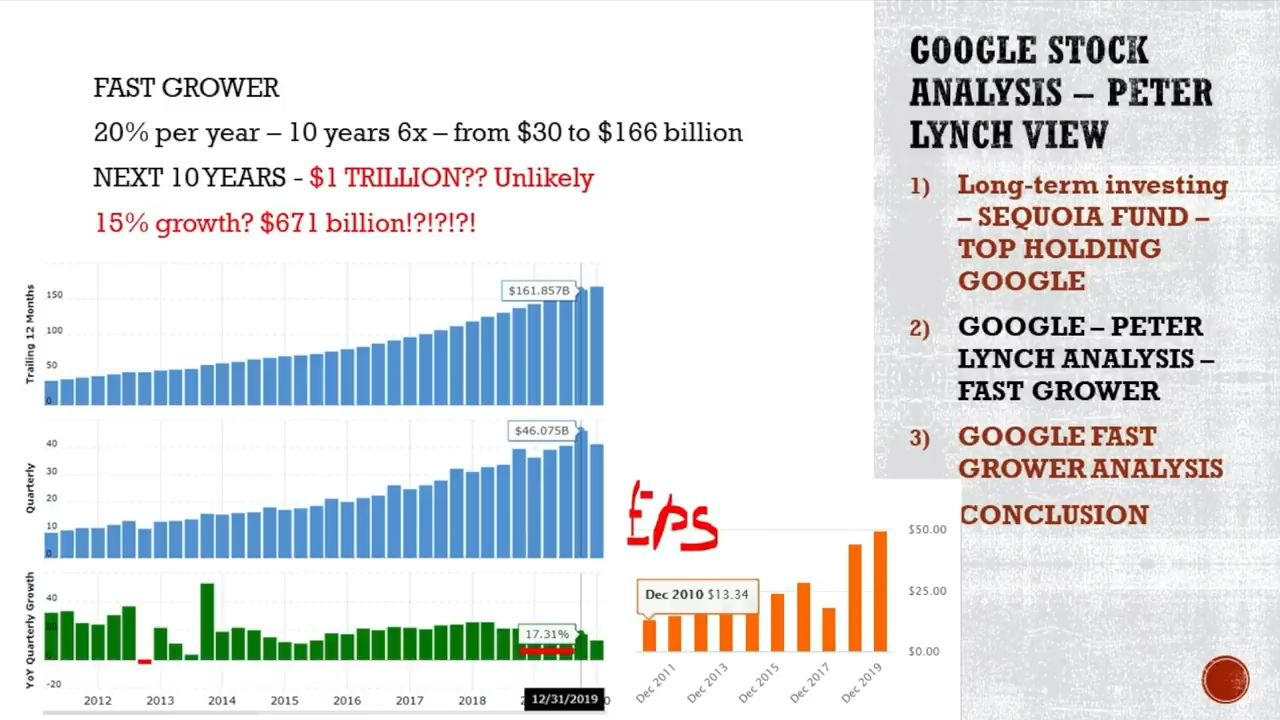 FAST GROWER
20% per year – 10 years 6x – from $30 to $166 billion
NEXT 10 YEARS - $1 TRILLION?? Unlikely
15% growth? $671 billion!?!?!?!
GOOGLE STOCK
ANALYSIS – PETER
LYNCH VIEW
1) Long-term investing
– SEQUOIA FUND –
TOP HOLDING
GOOGLE
2) GOOGLE – PETER
LYNCH ANALYSIS –
FAST GROWER
3) GOOGLE FAST
GROWER ANALYSIS
CONCLUSION
Trailing 12 Months
150
100
50
0
$161.857B
Quarterly
40
30
20
10
0
$46.075B
YoY Quarterly Growth
40
20
0
-20
17.31%
2012 2013 2014 2015 2016 2017 2018
12/31/2019
Eps
Dec 2010 $13.34
$50.00
$25.00
$0.00
Dec 2011 Dec 2013 Dec 2015 Dec 2017 Dec 2019